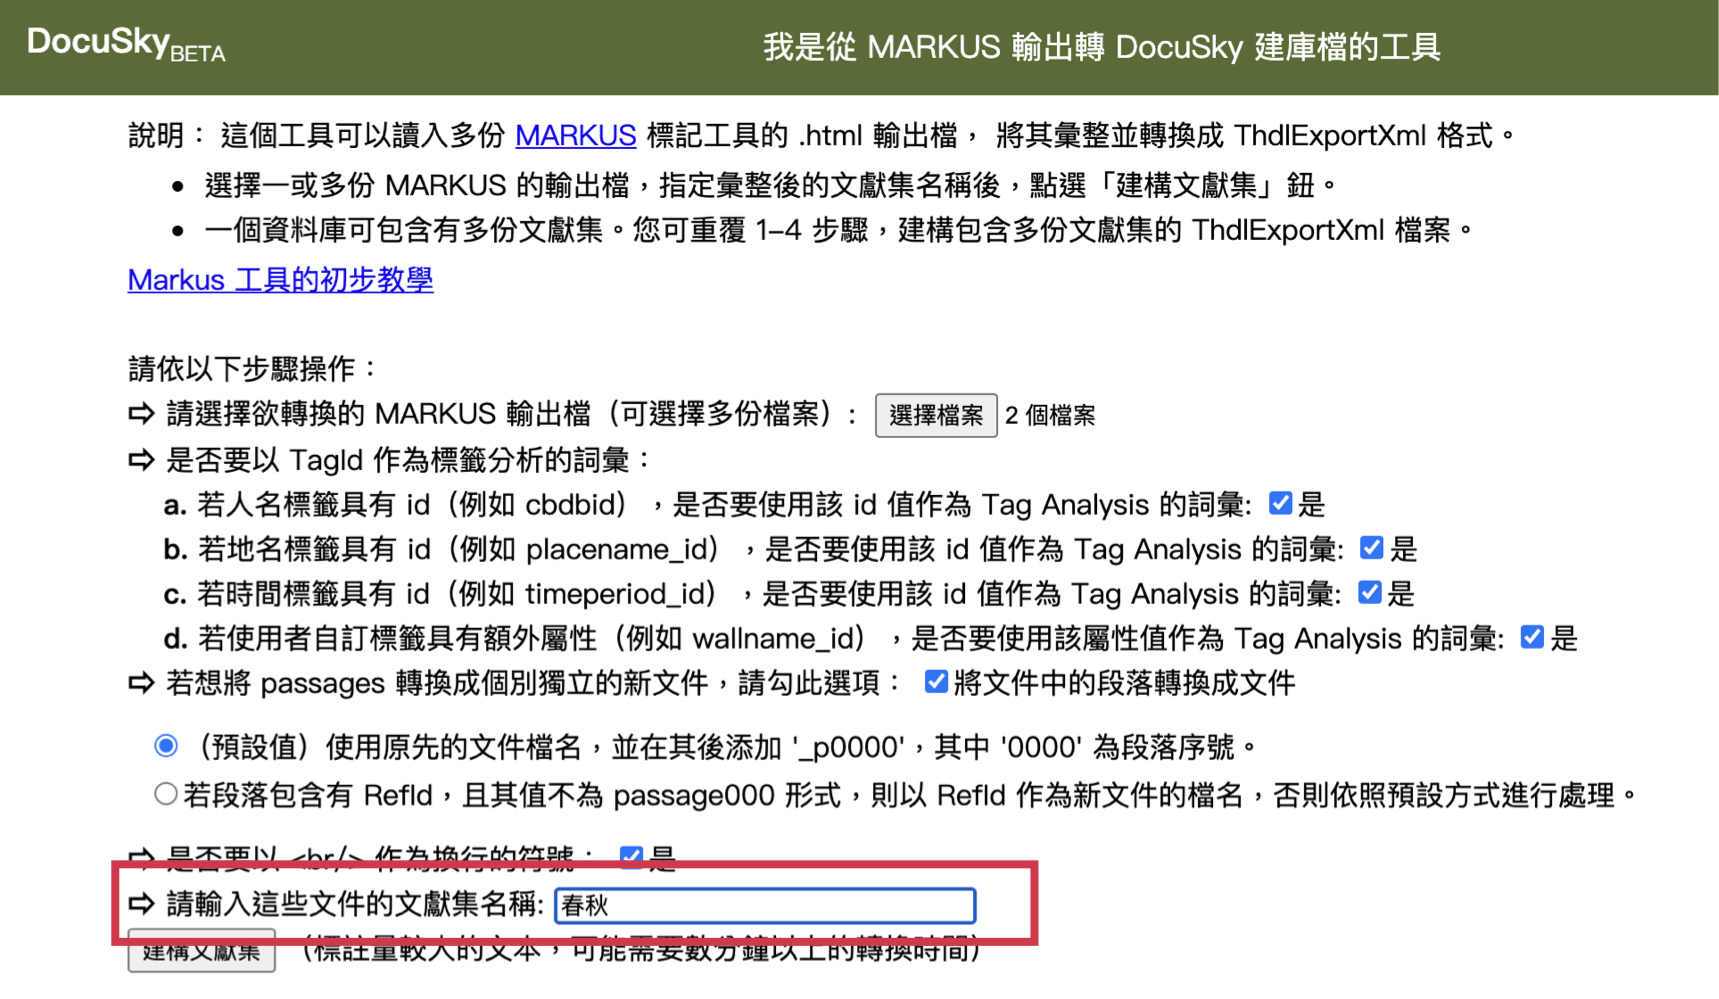 DocuSkyBETA
我是從 MARKUS 輸出轉 DocuSky 建庫檔的工具
說明： 這個工具可以讀入多份 MARKUS 標記工具的 .html 輸出檔， 將其彙整並轉換成 ThdlExportXml 格式。
• 選擇一或多份 MARKUS 的輸出檔，指定彙整後的文獻集名稱後，點選「建構文獻集」鈕。
• 一個資料庫可包含有多份文獻集。您可重覆 1–4 步驟，建構包含多份文獻集的 ThdlExportXml 檔案。
Markus 工具的初步教學
請依以下步驟操作：
⇨ 請選擇欲轉換的 MARKUS 輸出檔（可選擇多份檔案）: 選擇檔案 2 個檔案
⇨ 是否要以 TagId 作為標籤分析的詞彙：
a. 若人名標籤具有 id（例如 cbdbid），是否要使用該 id 值作為 Tag Analysis 的詞彙: 是
b. 若地名標籤具有 id（例如 placename_id），是否要使用該 id 值作為 Tag Analysis 的詞彙: 是
c. 若時間標籤具有 id（例如 timeperiod_id），是否要使用該 id 值作為 Tag Analysis 的詞彙: 是
d. 若使用者自訂標籤具有額外屬性（例如 wallname_id），是否要使用該屬性值作為 Tag Analysis 的詞彙: 是
⇨ 若想將 passages 轉換成個別獨立的新文件，請勾此選項： 將文件中的段落轉換成文件
（預設值）使用原先的文件檔名，並在其後添加 '_p0000'，其中 '0000' 為段落序號。
若段落包含有 RefId，且其值不為 passage000 形式，則以 RefId 作為新文件的檔名，否則依照預設方式進行處理。
⇨ 是否要以 <br/> 作為換行的符號： 是
⇨ 請輸入這些文件的文獻集名稱: 春秋
建構文獻集 （標註量較大的文本，可能需要數分鐘以上的轉換時間）